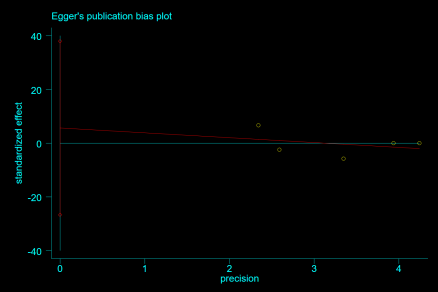 Egger's publication bias plot
standardized effect
40
20
0
-20
-40
0 1 2 3 4
precision